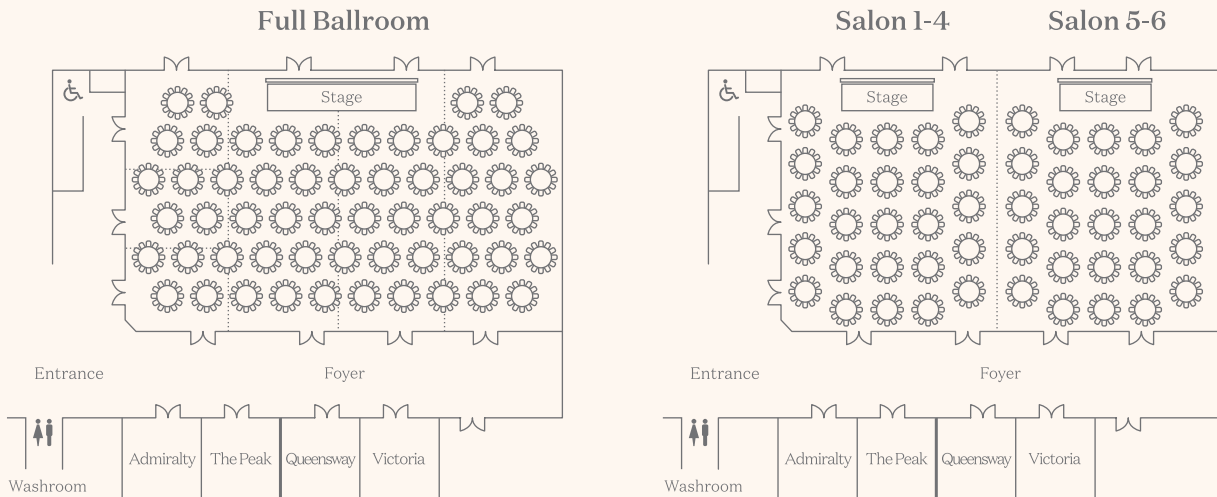 Full Ballroom
Stage
Entrance
Foyer
Admiralty
The Peak
Queensway
Victoria
Washroom
Salon 1-4
Salon 5-6
Stage
Stage
Entrance
Foyer
Admiralty
The Peak
Queensway
Victoria
Washroom